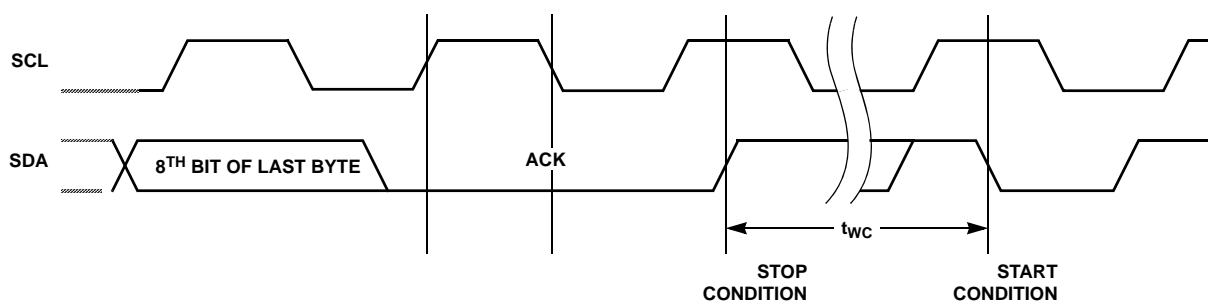 SCL
SDA
8TH BIT OF LAST BYTE
ACK
tWC
STOP
CONDITION
START
CONDITION